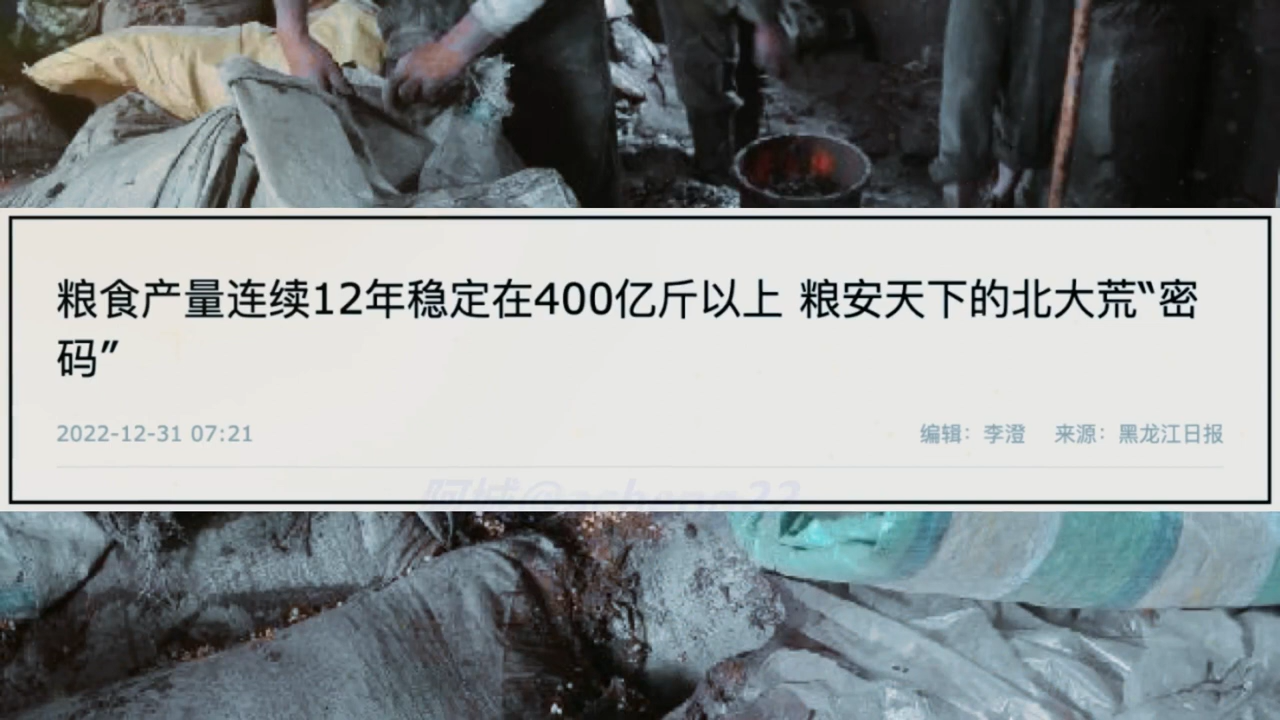 粮食产量连续12年稳定在400亿斤以上 粮安天下的北大荒“密
码”
2022-12-31 07:21
编辑：李澄 来源：黑龙江日报